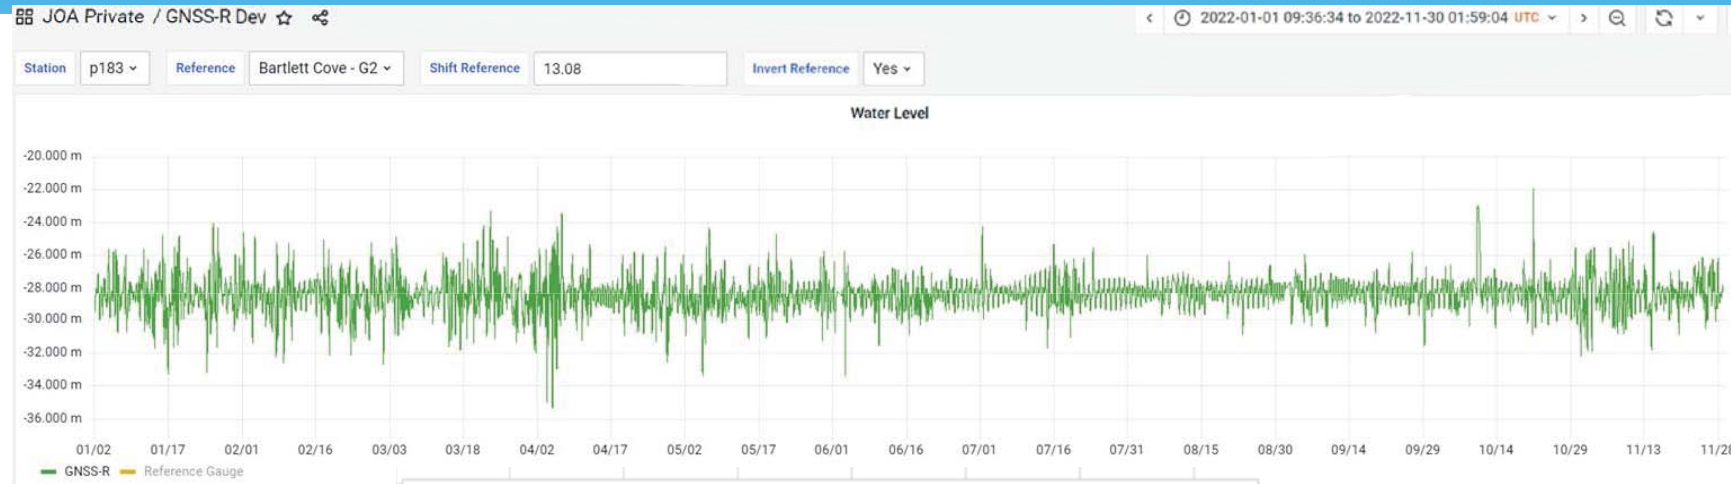 JOA Private / GNSS-R Dev
2022-01-01 09:36:34 to 2022-11-30 01:59:04 UTC
Station p183 Reference Bartlett Cove - G2 Shift Reference 13.08 Invert Reference Yes
Water Level
-20.000 m
-22.000 m
-24.000 m
-26.000 m
-28.000 m
-30.000 m
-32.000 m
-34.000 m
-36.000 m
01/02 01/17 02/01 02/16 03/03 03/18 04/02 04/17 05/02 05/17 06/01 06/16 07/01 07/16 07/31 08/15 08/30 09/14 09/29 10/14 10/29 11/13 11/28
GNSS-R Reference Gauge